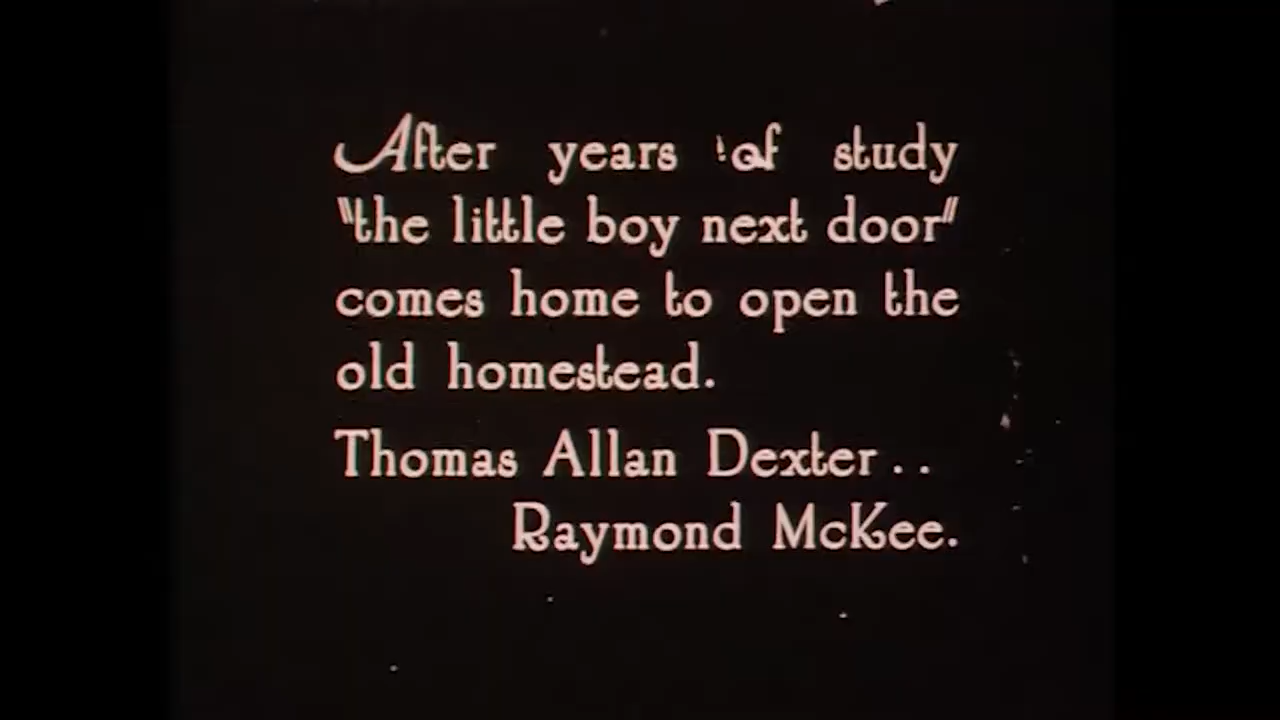 After years of study
"the little boy next door"
comes home to open the
old homestead.
Thomas Allan Dexter..
Raymond McKee.